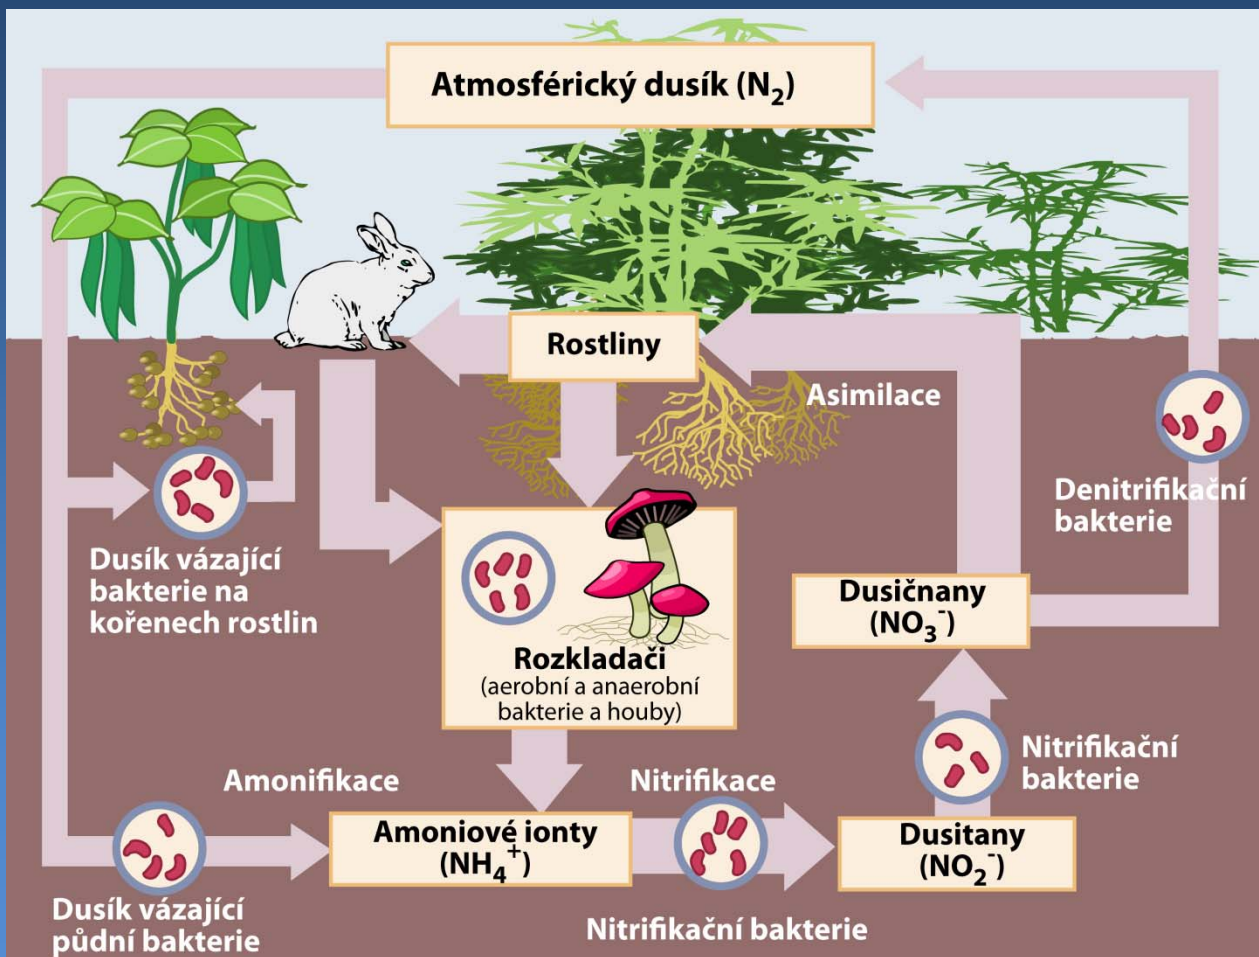 Atmosférický dusík (N₂)
Rostliny
Asimilace
Denitrifikační
bakterie
Dusík vázající
bakterie na
kořenech rostlin
Dusičnany
(NO₃⁻)
Rozkladači
(aerobní a anaerobní
bakterie a houby)
Nitrifikační
bakterie
Amonifikace
Nitrifikace
Amoniové ionty
(NH₄⁺)
Dusitany
(NO₂⁻)
Dusík vázající
půdní bakterie
Nitrifikační bakterie